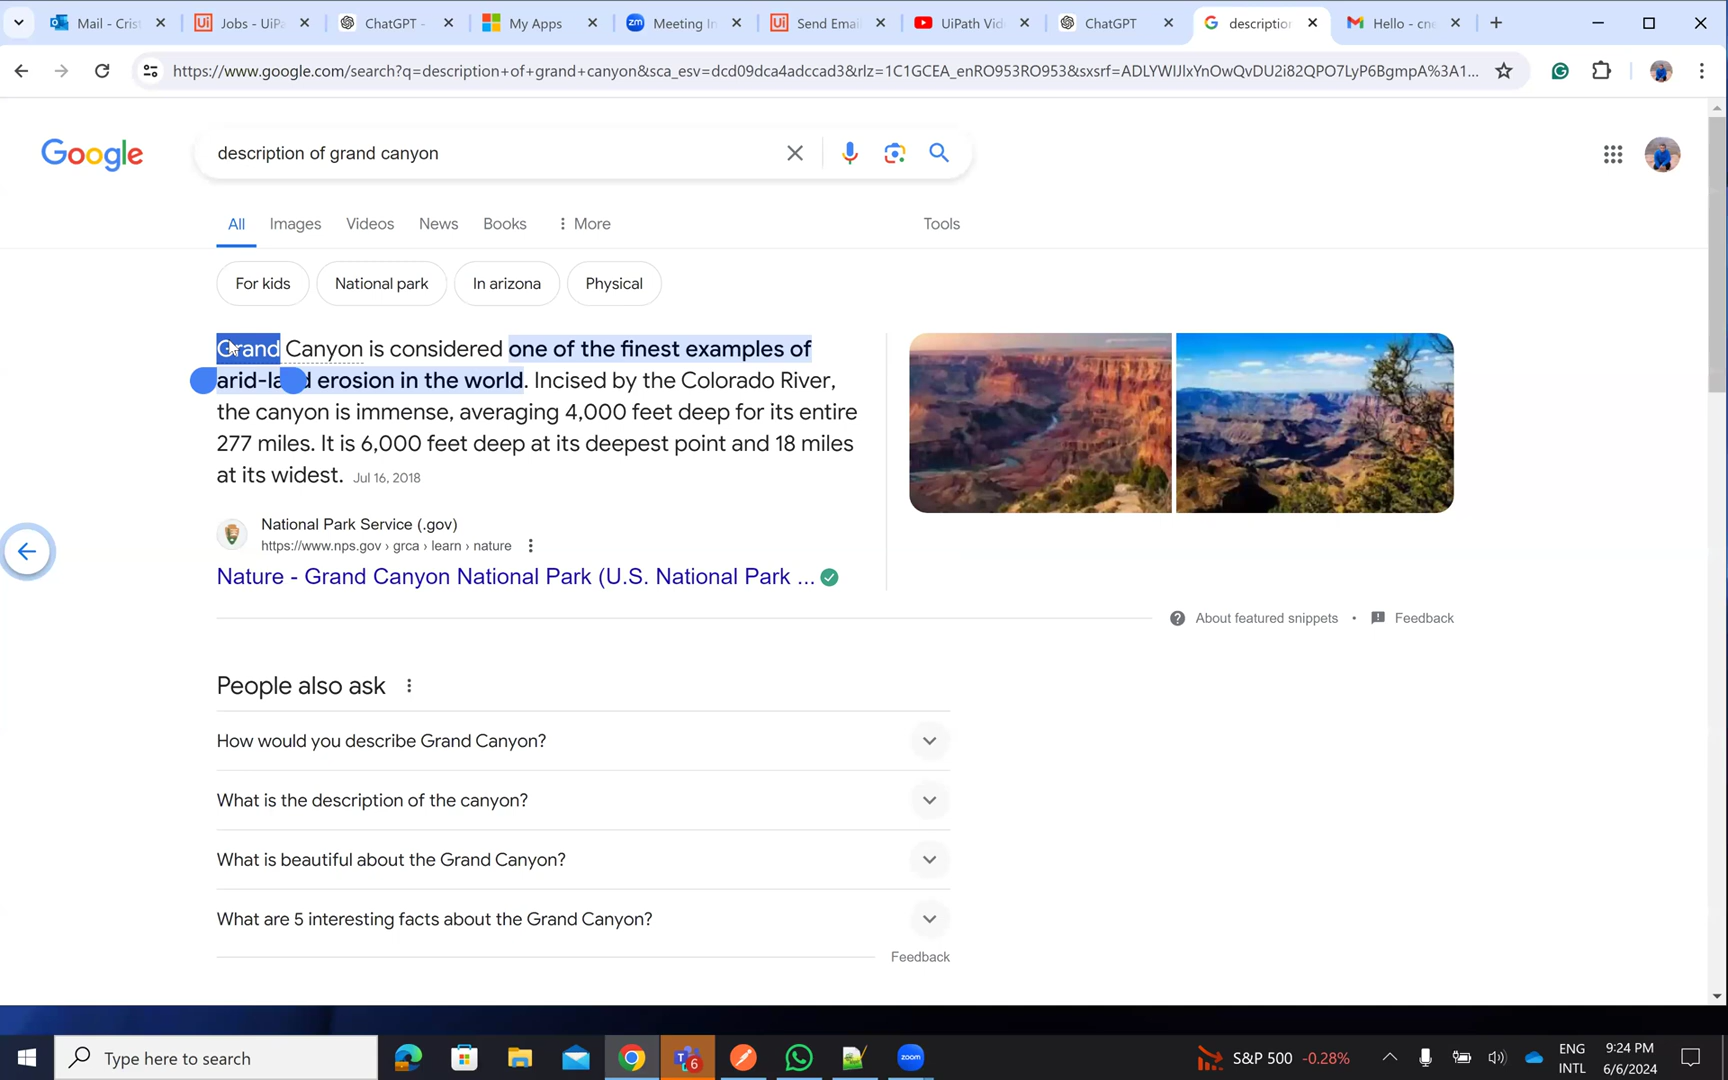 Mail - Crist
Jobs - UiPa
ChatGPT -
My Apps
Meeting In
Send Emai
UiPath Vid
ChatGPT
description
Hello - cne
https://www.google.com/search?q=description+of+grand+canyon&sca_esv=dcd09dca4adccad3&rlz=1C1GCEA_enRO953RO953&sxsrf=ADLYWIJlxYnOwQvDU2i82QPO7LyP6BgmpA%3A1...
Google
description of grand canyon
All
Images
Videos
News
Books
More
Tools
For kids
National park
In arizona
Physical
Grand Canyon is considered one of the finest examples of
arid-land erosion in the world. Incised by the Colorado River,
the canyon is immense, averaging 4,000 feet deep for its entire
277 miles. It is 6,000 feet deep at its deepest point and 18 miles
at its widest. Jul 16, 2018
National Park Service (.gov)
https://www.nps.gov › grca › learn › nature
Nature - Grand Canyon National Park (U.S. National Park ...
About featured snippets • Feedback
People also ask
How would you describe Grand Canyon?
What is the description of the canyon?
What is beautiful about the Grand Canyon?
What are 5 interesting facts about the Grand Canyon?
Feedback
Type here to search
6
zoom
S&P 500 -0.28%
ENG
INTL
9:24 PM
6/6/2024